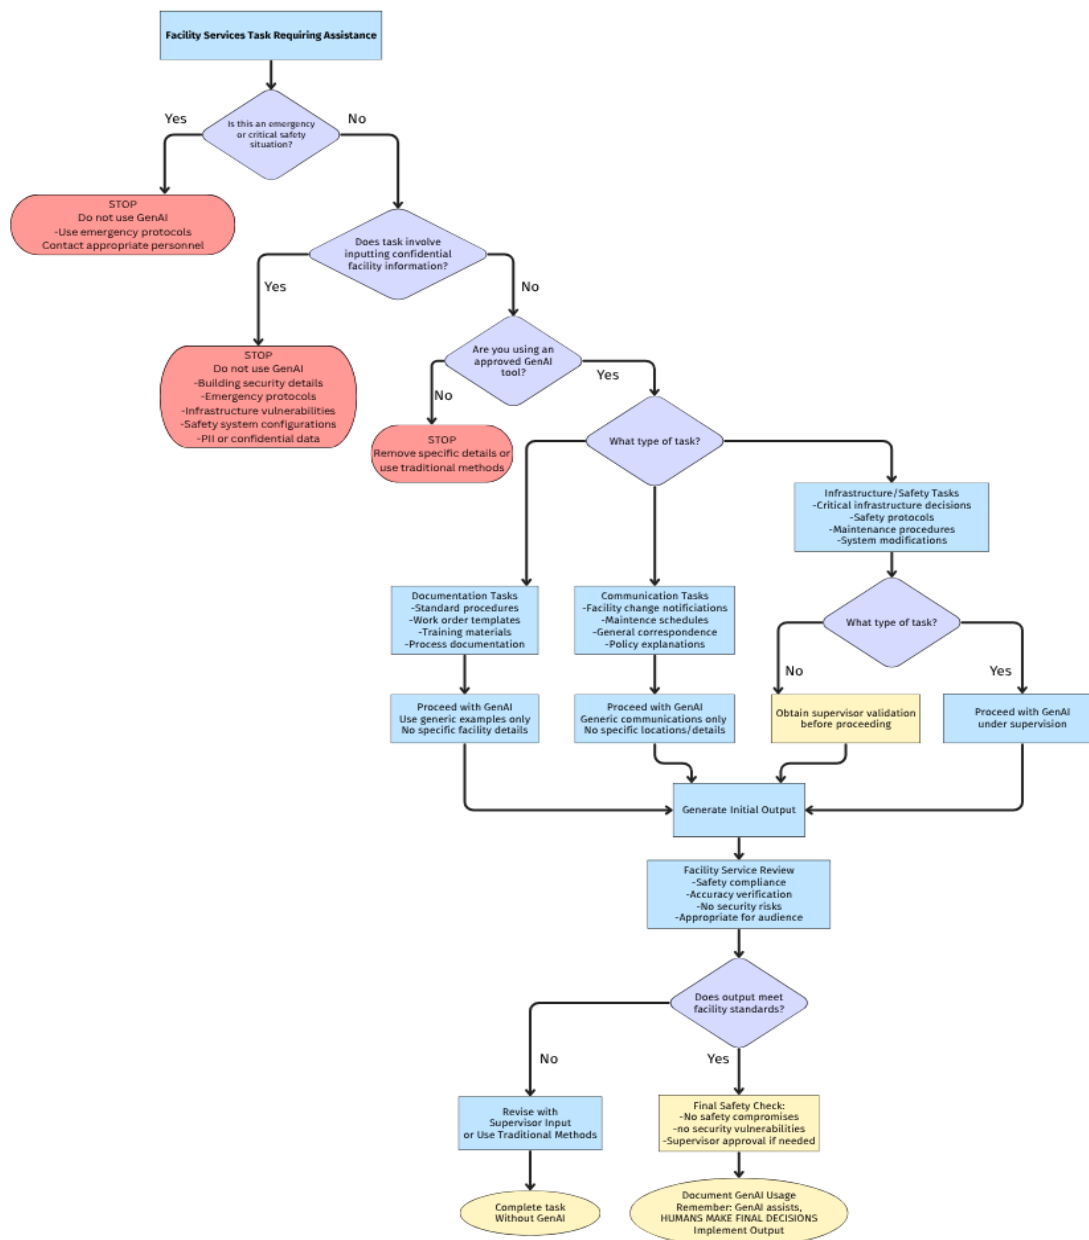 Facility Services Task Requiring Assistance
Is this an emergency
or critical safety
situation?
Yes
No
STOP
Do not use GenAI
-Use emergency protocols
Contact appropriate personnel
Does task involve
inputting confidential
facility information?
Yes
No
STOP
Do not use GenAI
-Building security details
-Emergency protocols
-Infrastructure vulnerabilities
-Safety system configurations
-PII or confidential data
Are you using an
approved GenAI
tool?
No
Yes
STOP
Remove specific details or
use traditional methods
What type of task?
Infrastructure/Safety Tasks
-Critical infrastructure decisions
-Safety protocols
-Maintenance procedures
-System modifications
Documentation Tasks
-Standard procedures
-Work order templates
-Training materials
-Process documentation
Communication Tasks
-Facility change notificiations
-Maintence schedules
-General correspondence
-Policy explanations
What type of task?
No
Yes
Proceed with GenAI
Use generic examples only
No specific facility details
Proceed with GenAI
Generic communications only
No specific locations/details
Obtain supervisor validation
before proceeding
Proceed with GenAI
under supervision
Generate Initial Output
Facility Service Review
-Safety compliance
-Accuracy verification
-No security risks
-Appropriate for audience
Does output meet
facility standards?
No
Yes
Revise with
Supervisor Input
or Use Traditional Methods
Final Safety Check:
-No safety compromises
-no security vulnerabilities
-Supervisor approval if needed
Complete task
Without GenAI
Document GenAI Usage
Remember: GenAI assists,
HUMANS MAKE FINAL DECISIONS
Implement Output